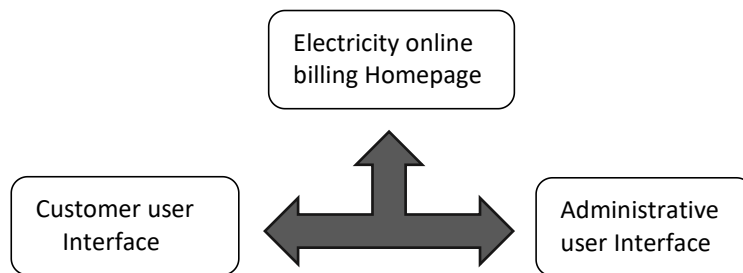 Electricity online
billing Homepage
Customer user
Interface
Administrative
user Interface